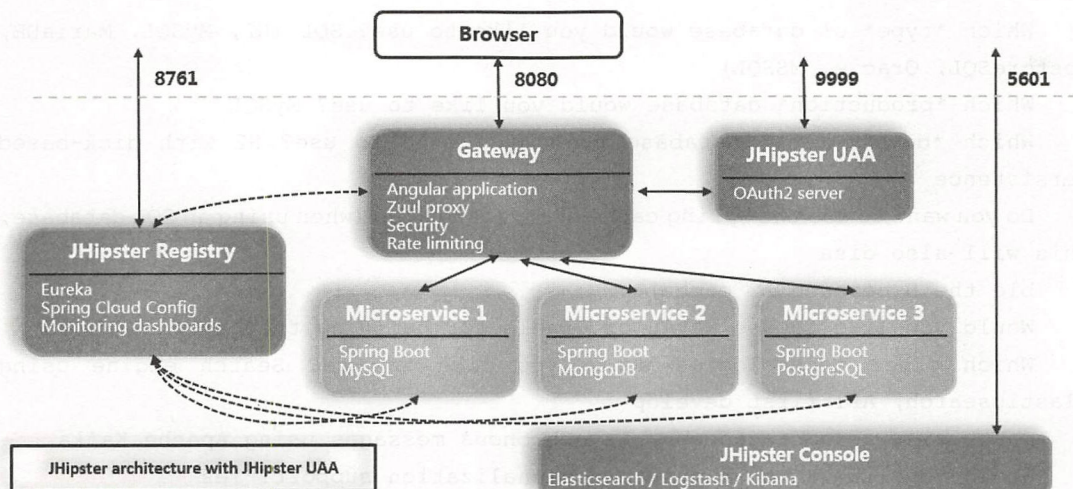 Browser
8761
8080
9999
5601
Gateway
Angular application
Zuul proxy
Security
Rate limiting
JHipster UAA
OAuth2 server
JHipster Registry
Eureka
Spring Cloud Config
Monitoring dashboards
Microservice 1
Spring Boot
MySQL
Microservice 2
Spring Boot
MongoDB
Microservice 3
Spring Boot
PostgreSQL
JHipster architecture with JHipster UAA
JHipster Console
Elasticsearch / Logstash / Kibana